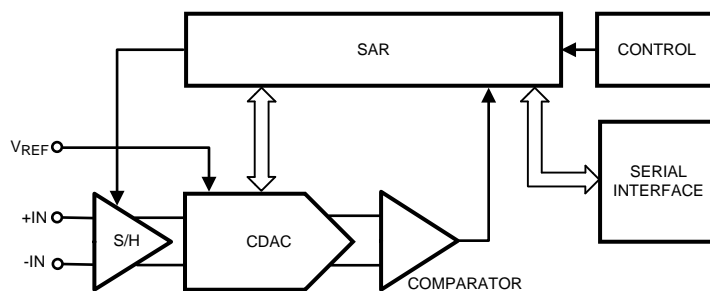 SAR
CONTROL
VREF
SERIAL
INTERFACE
+IN
S/H
CDAC
-IN
COMPARATOR